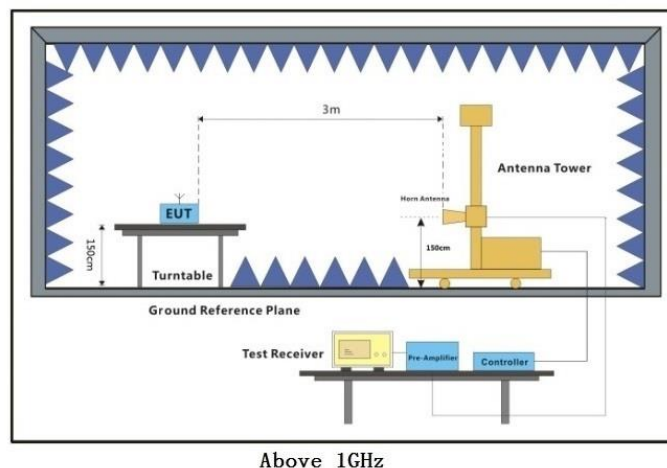 3m
Antenna Tower
Horn Antenna
EUT
150cm
150cm
Turntable
Ground Reference Plane
Test Receiver
Pre-Amplifier
Controller
Above 1GHz